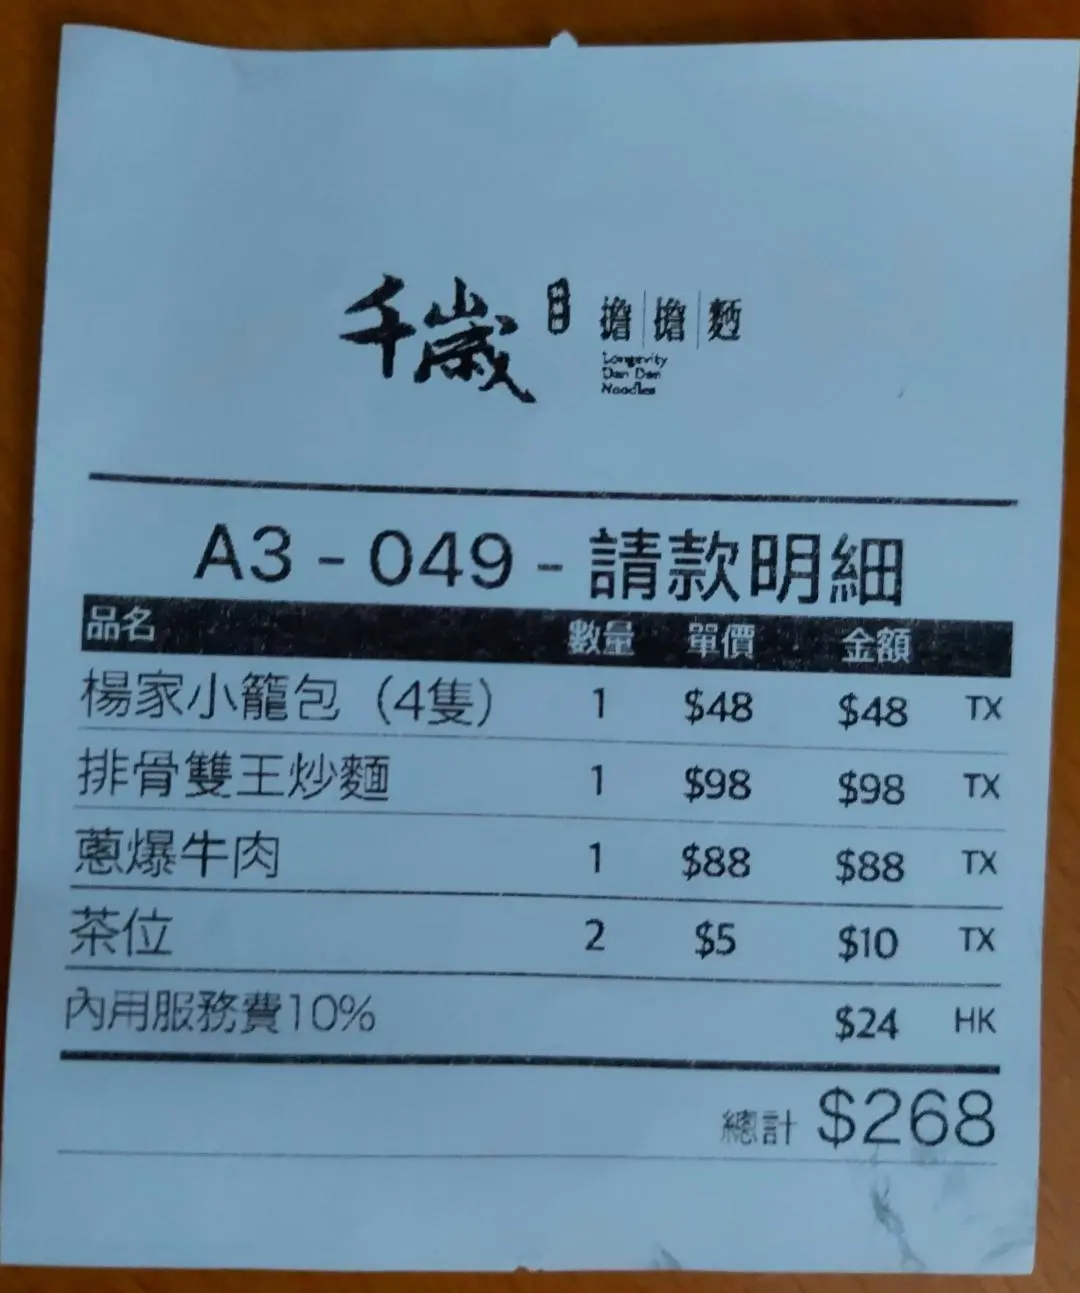 千歲 擔擔麵
Longevity
Dan Dan
Noodles
A3 - 049 - 請款明細
品名 數量 單價 金額
楊家小籠包（4隻） 1 $48 $48 TX
排骨雙王炒麵 1 $98 $98 TX
蔥爆牛肉 1 $88 $88 TX
茶位 2 $5 $10 TX
內用服務費10% $24 HK
總計 $268